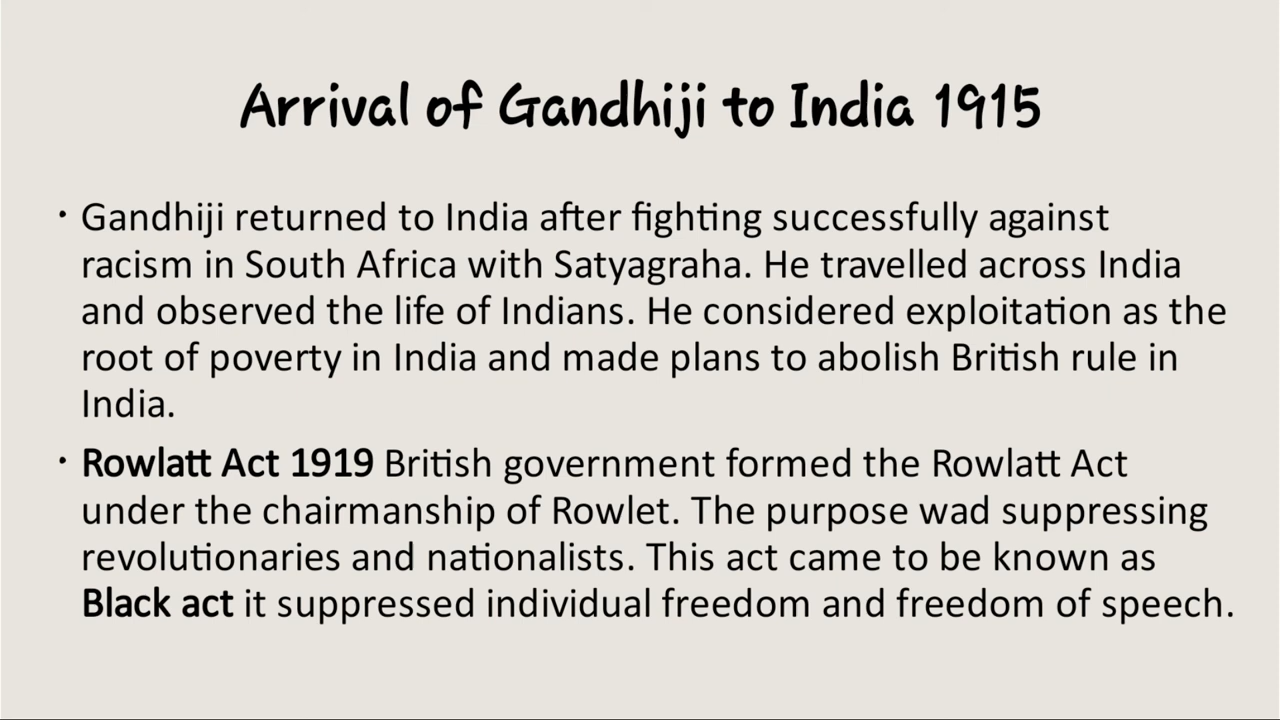 Arrival of Gandhiji to India 1915
• Gandhiji returned to India after fighting successfully against
racism in South Africa with Satyagraha. He travelled across India
and observed the life of Indians. He considered exploitation as the
root of poverty in India and made plans to abolish British rule in
India.
• Rowlatt Act 1919 British government formed the Rowlatt Act
under the chairmanship of Rowlet. The purpose wad suppressing
revolutionaries and nationalists. This act came to be known as
Black act it suppressed individual freedom and freedom of speech.